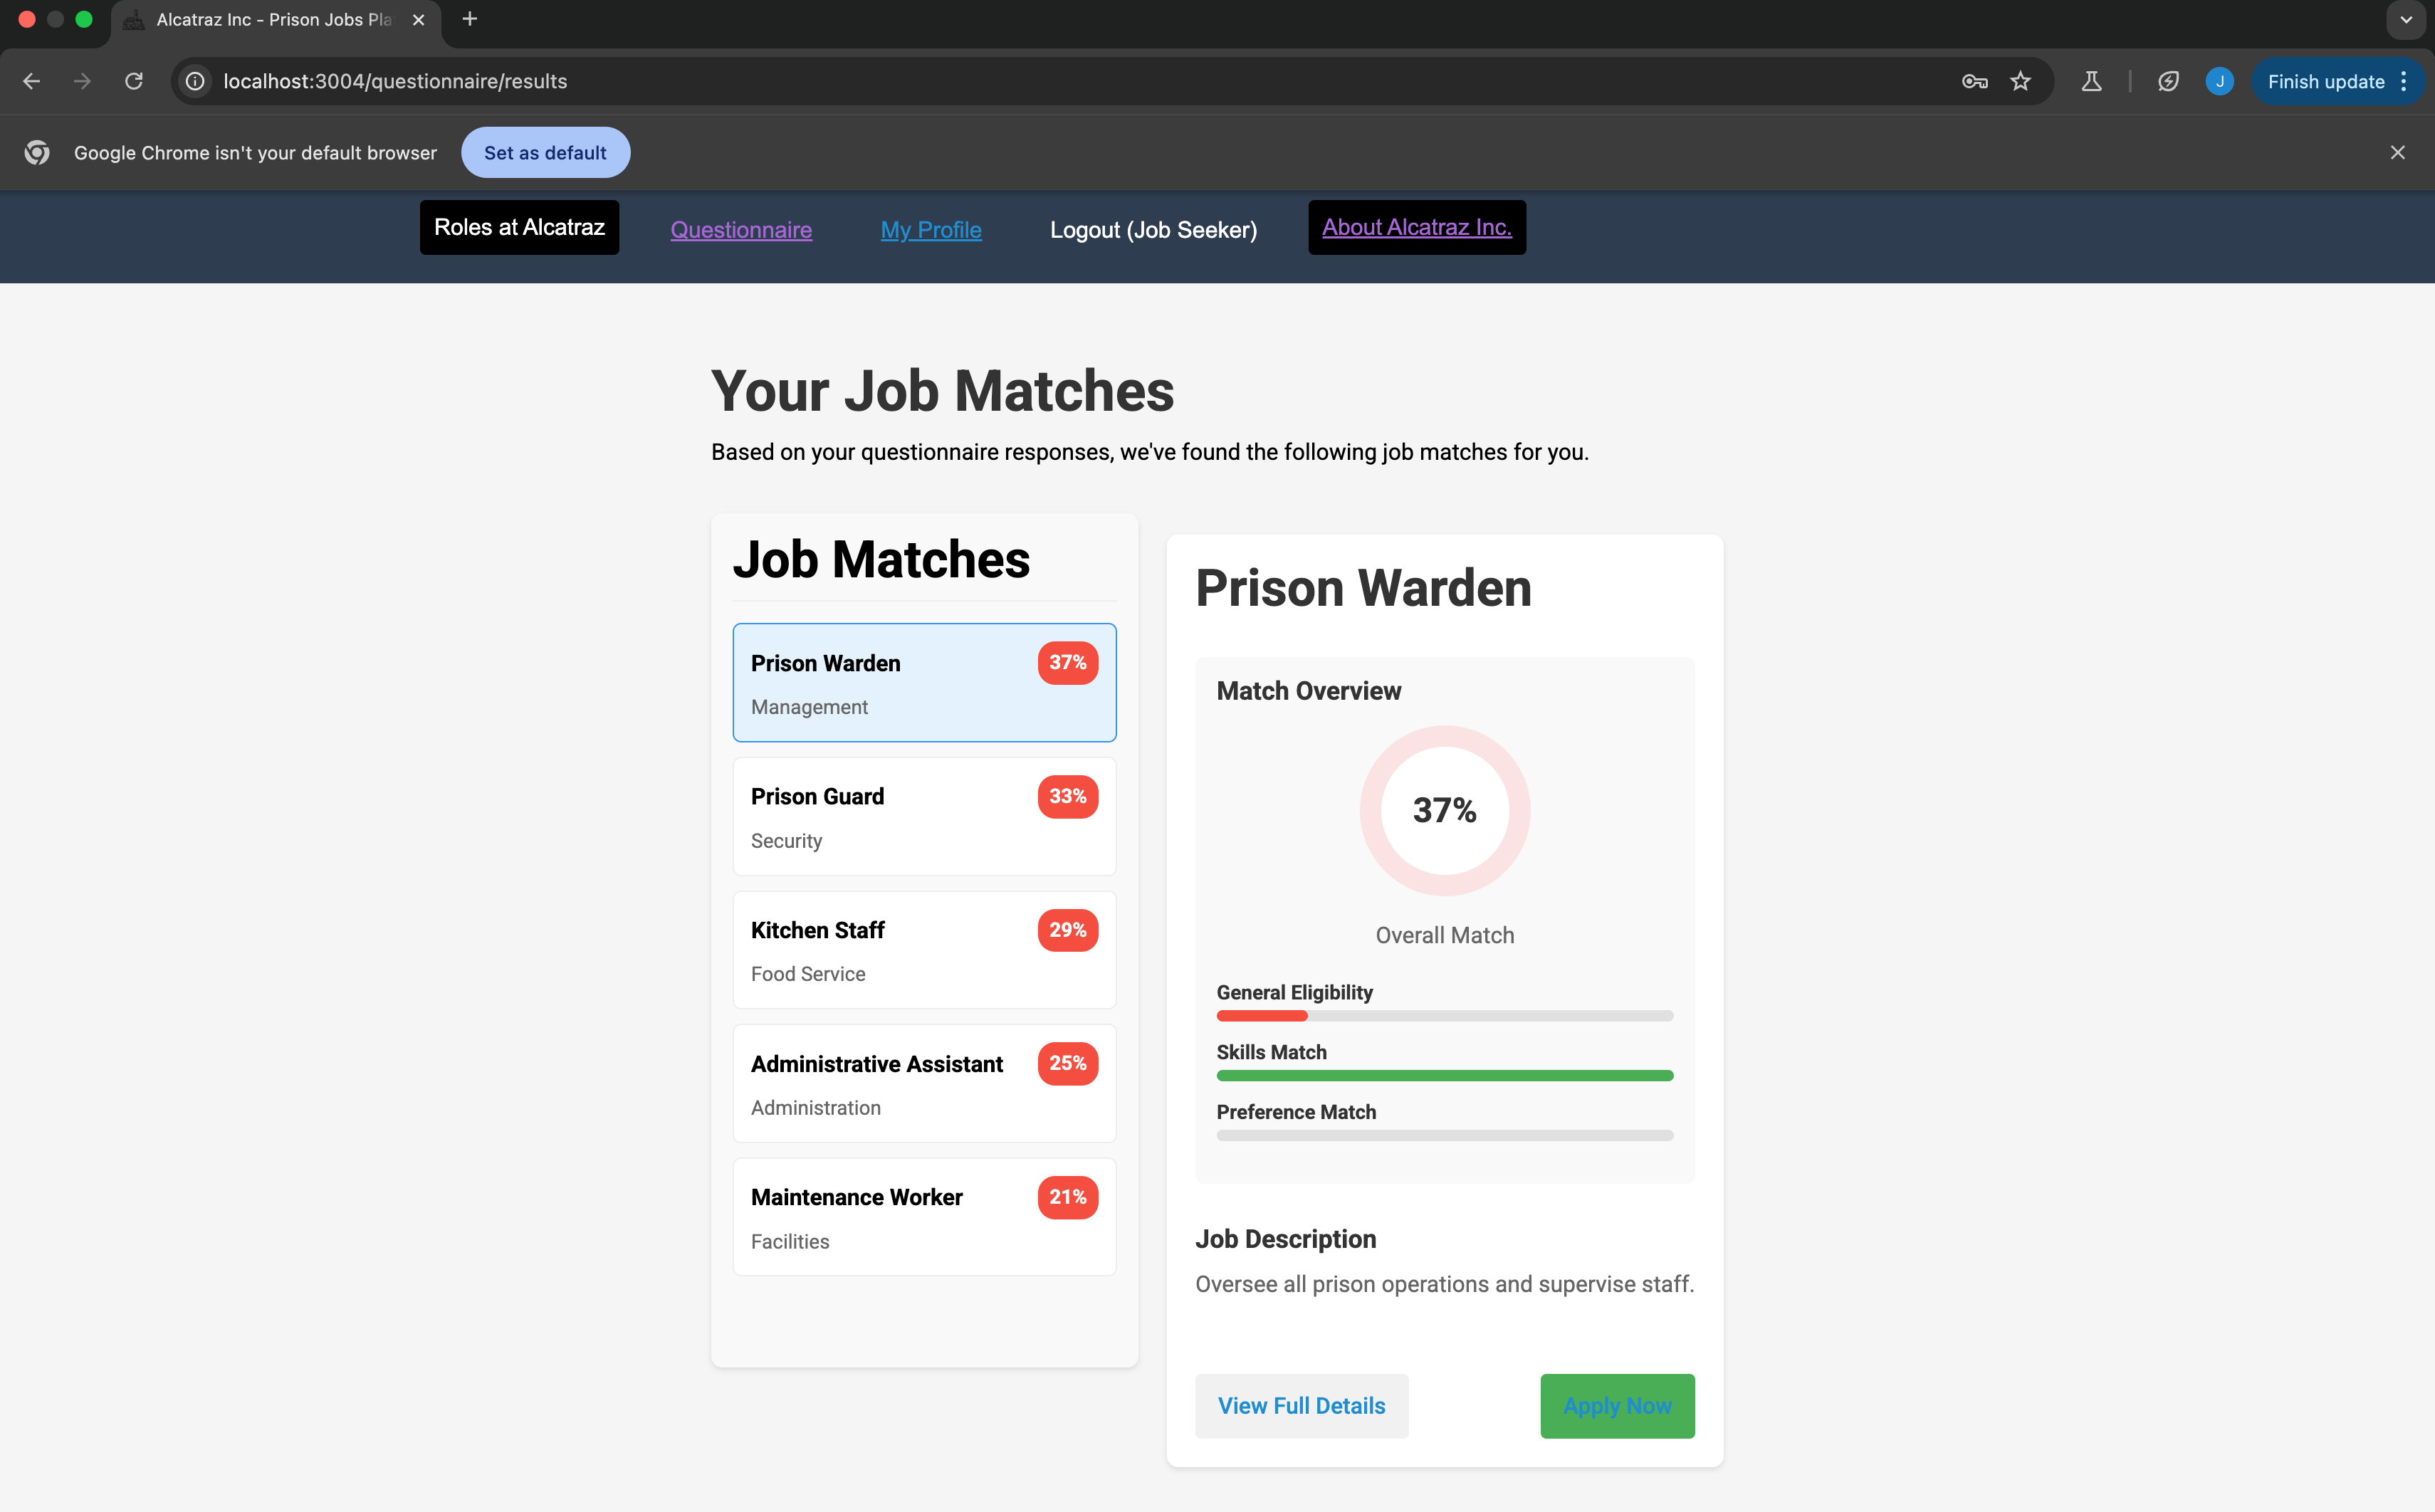 Alcatraz Inc - Prison Jobs Pla
localhost:3004/questionnaire/results
J
Finish update
Google Chrome isn't your default browser
Set as default
Roles at Alcatraz
Questionnaire
My Profile
Logout (Job Seeker)
About Alcatraz Inc.
Your Job Matches
Based on your questionnaire responses, we've found the following job matches for you.
Job Matches
Prison Warden
37%
Management
Prison Guard
33%
Security
Kitchen Staff
29%
Food Service
Administrative Assistant
25%
Administration
Maintenance Worker
21%
Facilities
Prison Warden
Match Overview
37%
Overall Match
General Eligibility
Skills Match
Preference Match
Job Description
Oversee all prison operations and supervise staff.
View Full Details
Apply Now